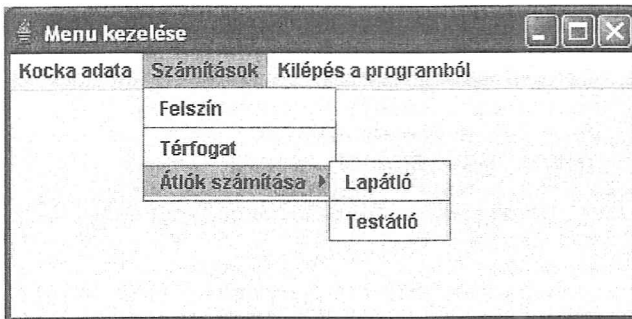 Menu kezelése
Kocka adata Számítások Kilépés a programból
Felszín
Térfogat
Átlók számítása Lapátló
Testátló